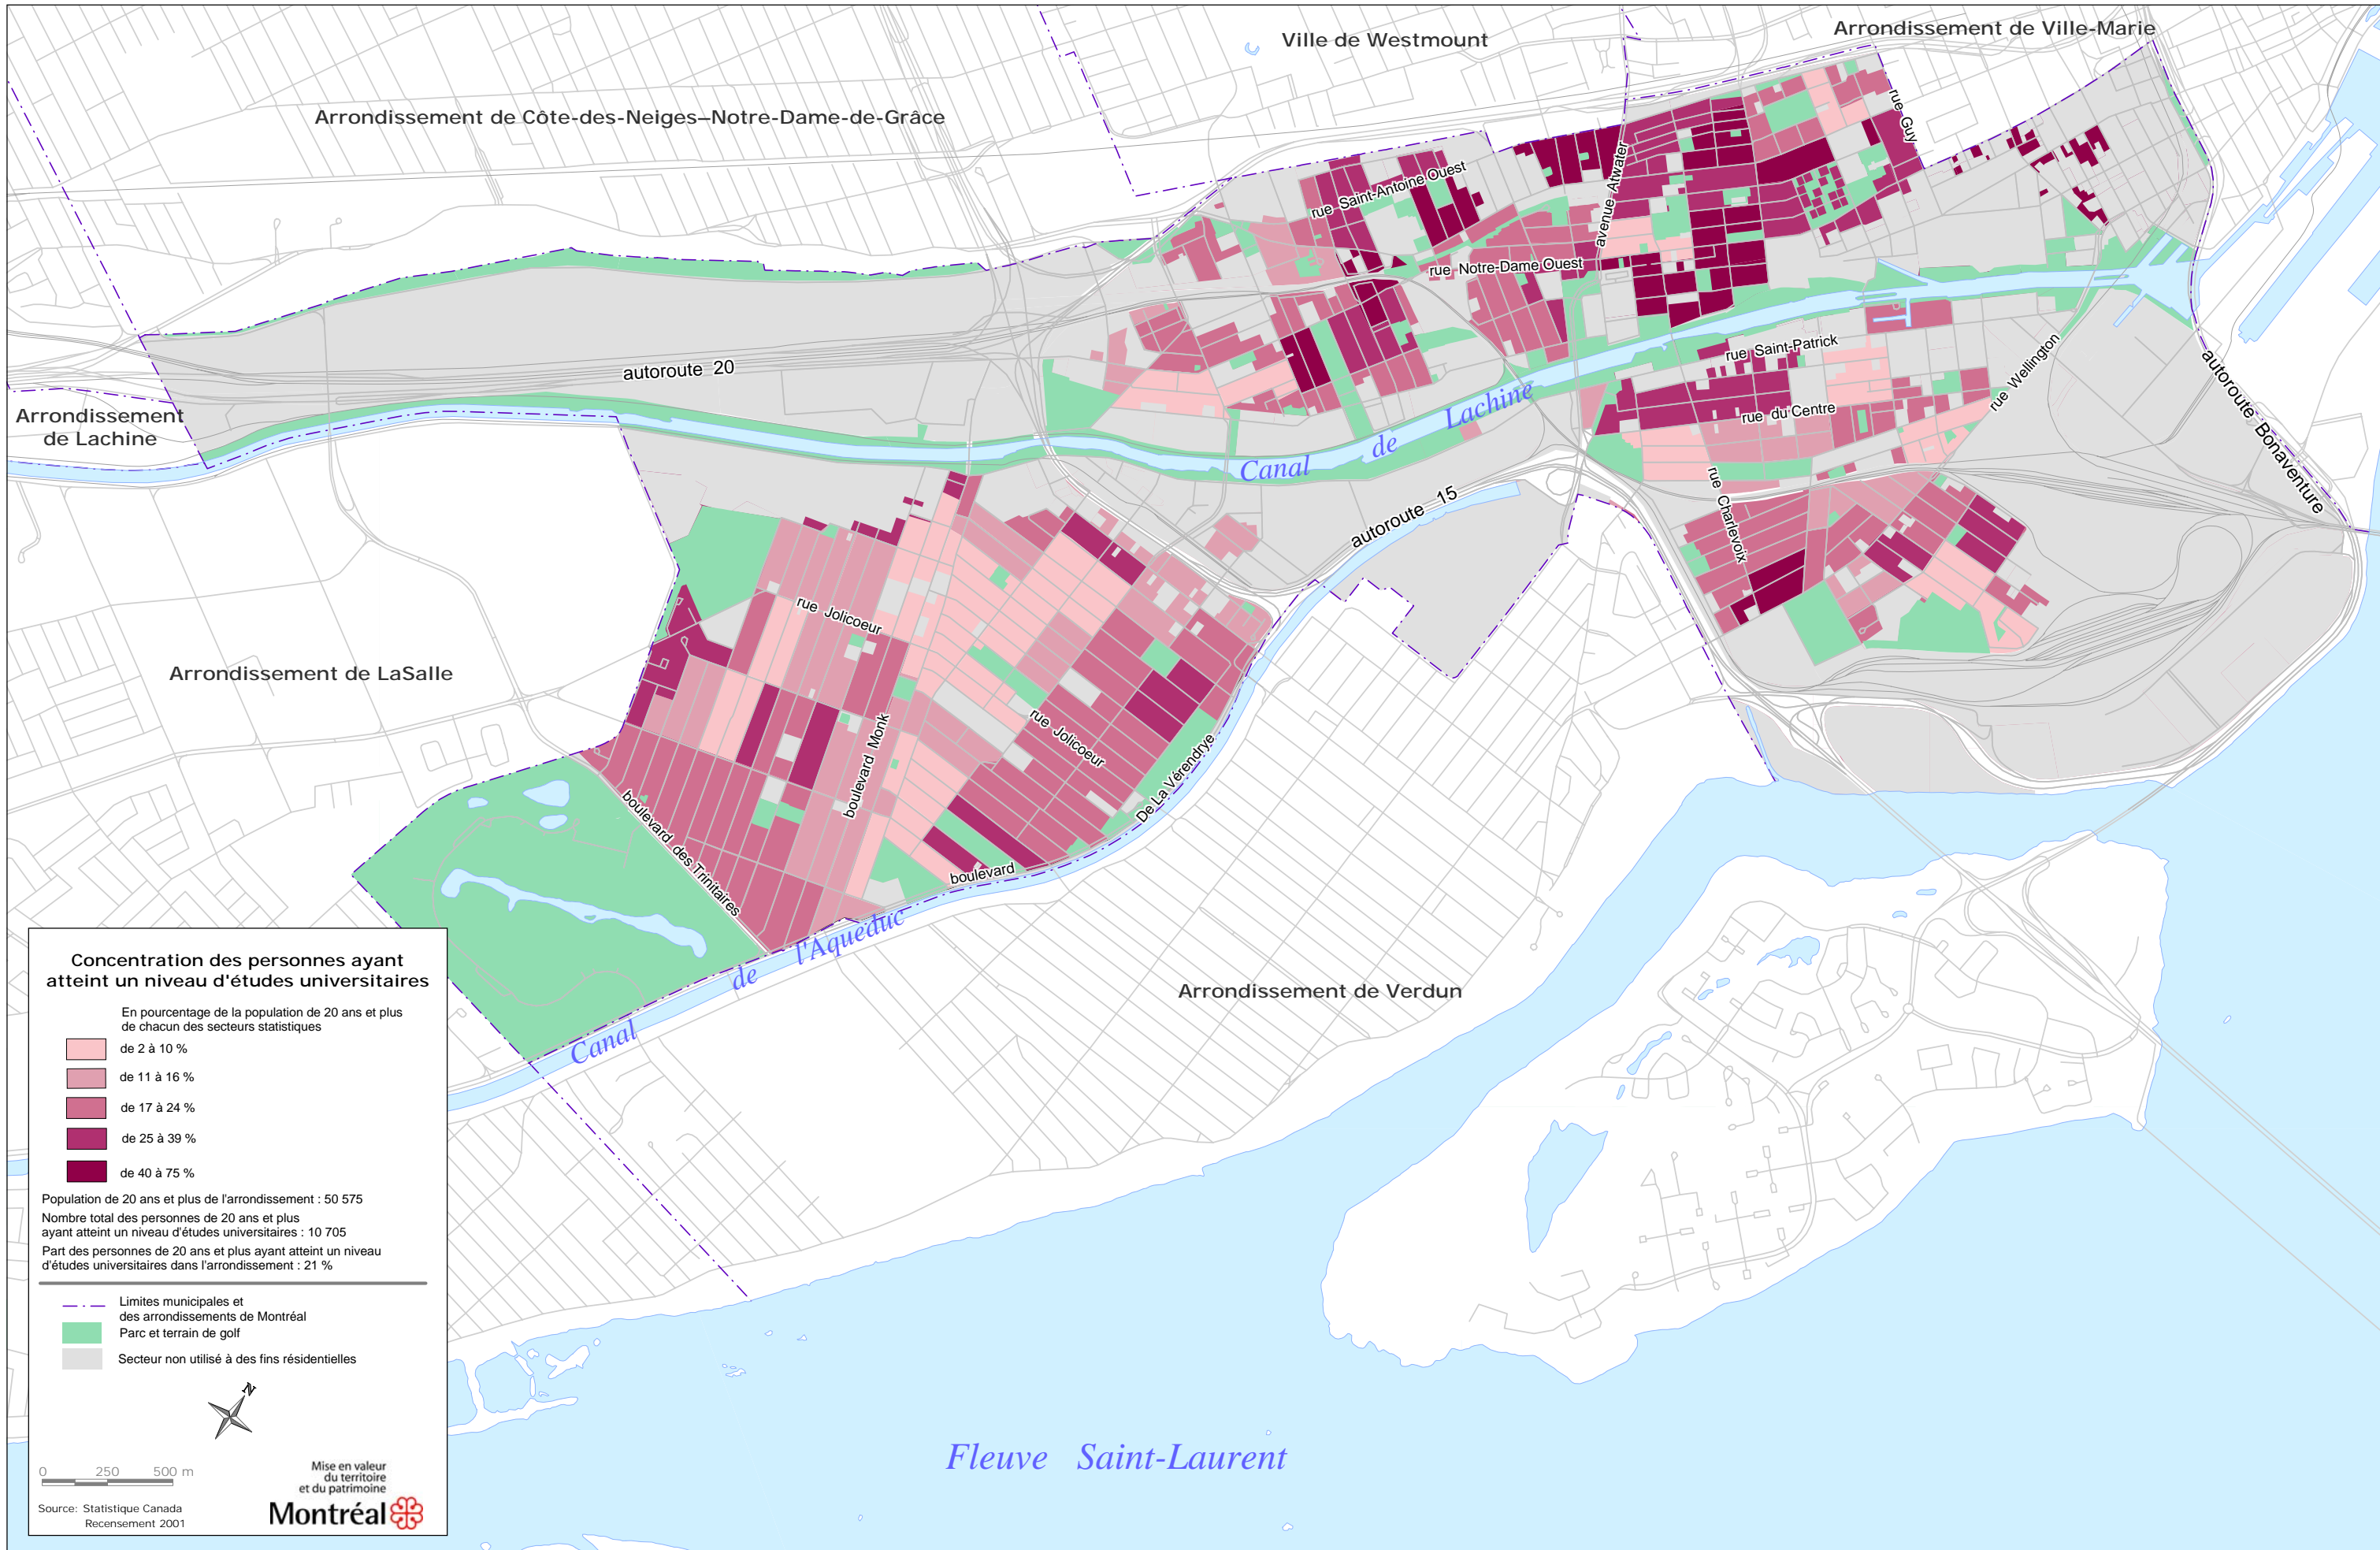 Ville de Westmount
Arrondissement de Ville-Marie
Arrondissement de Côte-des-Neiges–Notre-Dame-de-Grâce
rue Guy
rue Saint-Antoine Ouest
avenue Atwater
rue Notre-Dame Ouest
autoroute 20
rue Saint-Patrick
rue Wellington
autoroute Bonaventure
Arrondissement
de Lachine
rue du Centre
Canal de Lachine
rue Charlevoix
autoroute 15
rue Jolicoeur
Arrondissement de LaSalle
boulevard Monk
rue Jolicoeur
boulevard De La Vérendrye
boulevard des Trinitaires
Canal de l'Aqueduc
Arrondissement de Verdun
Fleuve Saint-Laurent
Concentration des personnes ayant
atteint un niveau d'études universitaires
En pourcentage de la population de 20 ans et plus
de chacun des secteurs statistiques
de 2 à 10 %
de 11 à 16 %
de 17 à 24 %
de 25 à 39 %
de 40 à 75 %
Population de 20 ans et plus de l'arrondissement : 50 575
Nombre total des personnes de 20 ans et plus
ayant atteint un niveau d'études universitaires : 10 705
Part des personnes de 20 ans et plus ayant atteint un niveau
d'études universitaires dans l'arrondissement : 21 %
Limites municipales et
des arrondissements de Montréal
Parc et terrain de golf
Secteur non utilisé à des fins résidentielles
N
0 250 500 m
Source: Statistique Canada
Recensement 2001
Mise en valeur
du territoire
et du patrimoine
Montréal